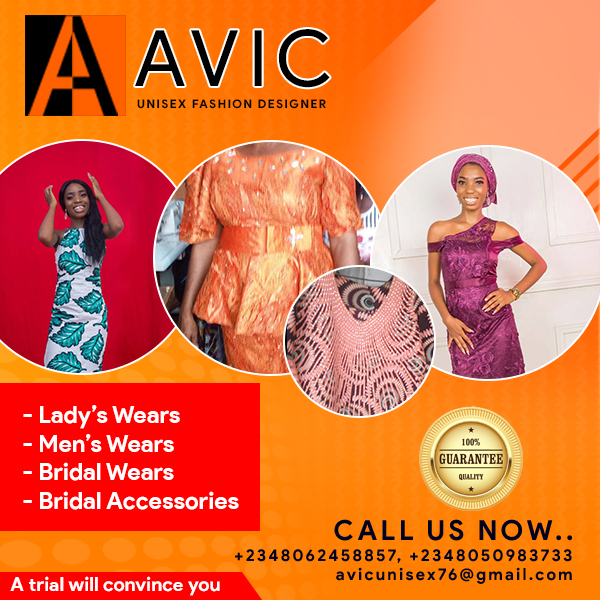 A AVIC
UNISEX FASHION DESIGNER
- Lady's Wears
- Men's Wears
- Bridal Wears
- Bridal Accessories
100%
GUARANTEE
QUALITY
CALL US NOW..
+2348062458857, +2348050983733
avicunisex76@gmail.com
A trial will convince you